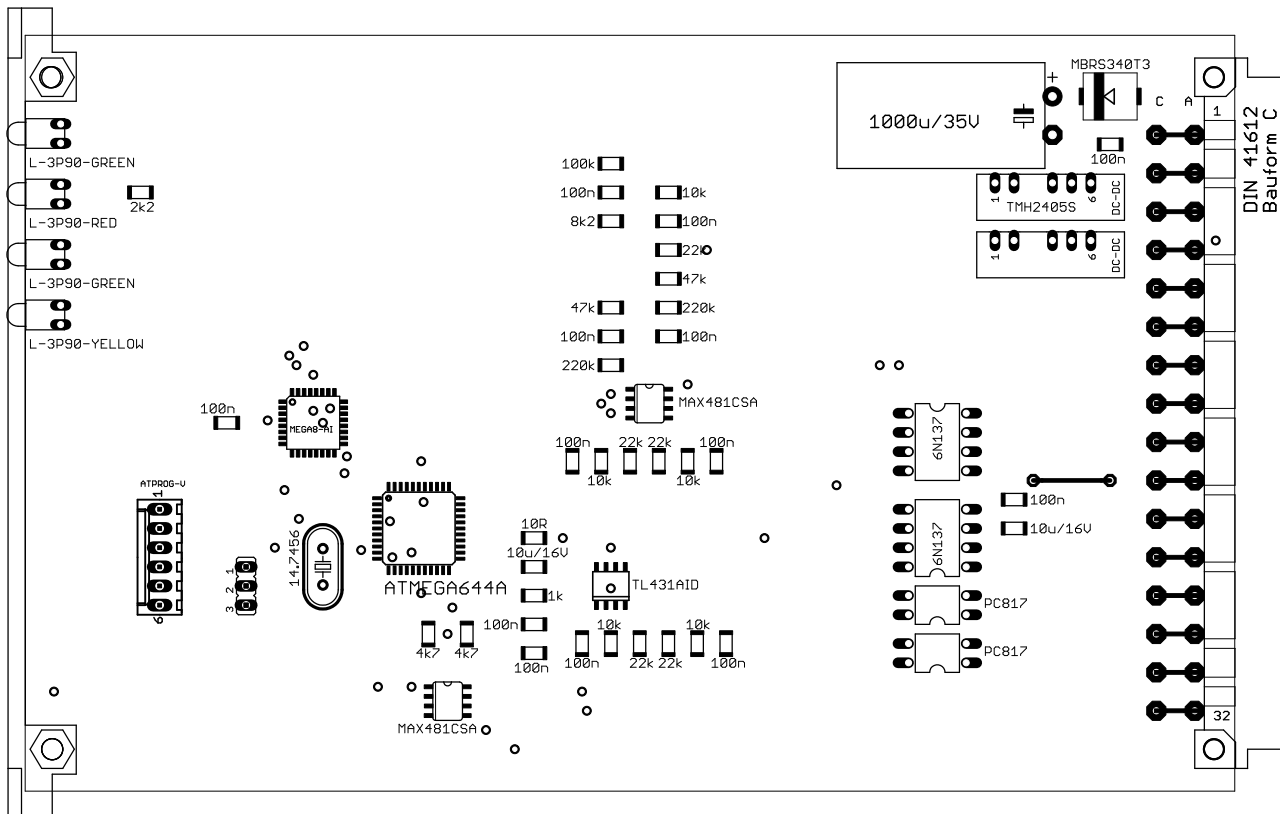 MBRS340T3
+
C A 1
1000u/35V
DIN 41612
Bauform C
100n
L-3P90-GREEN
100k
100n
10k
2k2
1
TMH2405S
6
DC-DC
L-3P90-RED
8k2
100n
22k
1
6
DC-DC
L-3P90-GREEN
47k
47k
220k
L-3P90-YELLOW
100n
100n
220k
100n
MEGA8-AI
MAX481CSA
6N137
100n
22k
22k
100n
10k
10k
ATPROG-V
1
6
100n
10R
10u/16V
10u/16V
14.7456
6N137
1
2
3
ATMEGA644A
1k
TL431AID
PC817
100n
10k
10k
4k7
4k7
100n
100n
22k
22k
100n
PC817
MAX481CSA
32